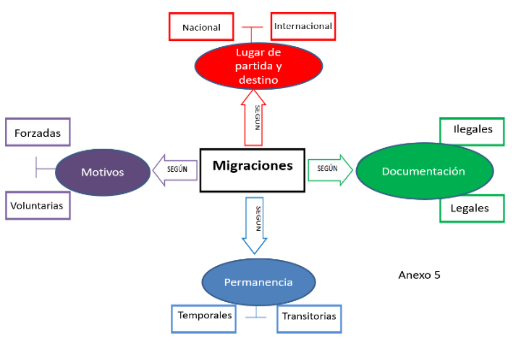 Nacional
Internacional
Lugar de
partida y
destino
SEGÚN
Forzadas
Motivos
Voluntarias
SEGÚN
Migraciones
SEGÚN
Ilegales
Documentación
Legales
SEGÚN
Permanencia
Temporales
Transitorias
Anexo 5